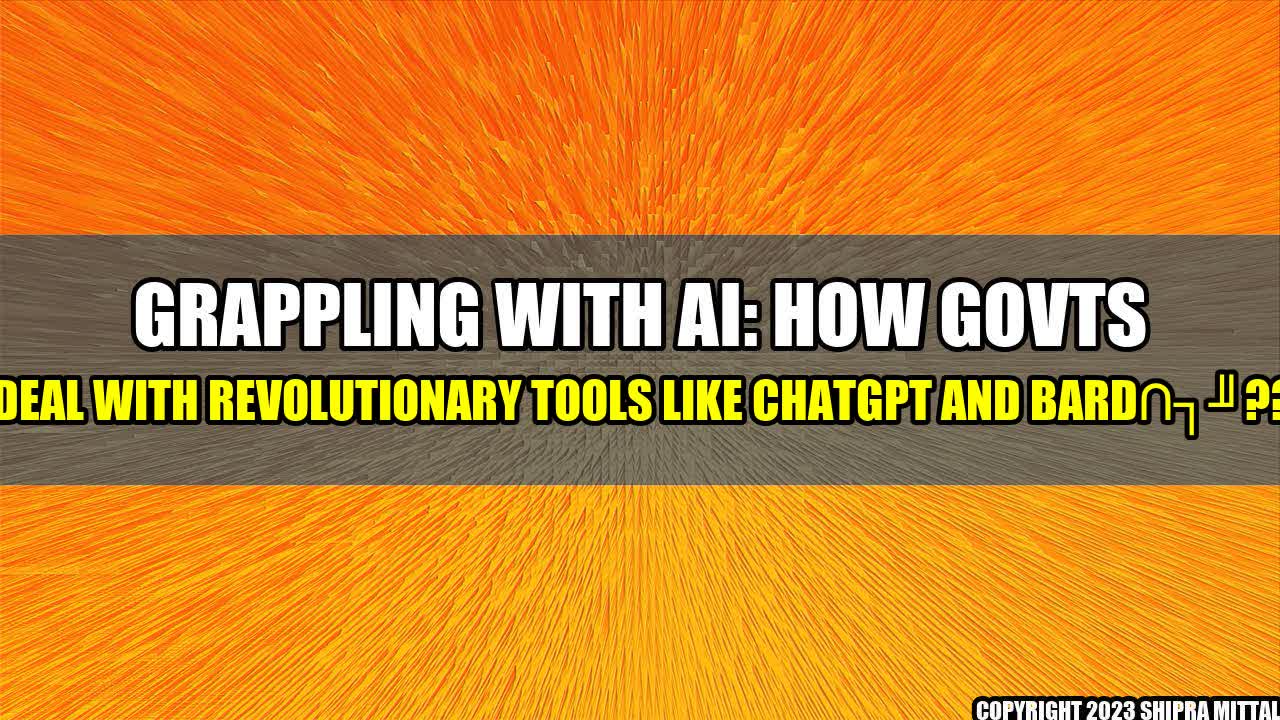 GRAPPLING WITH AI: HOW GOVTS
DEAL WITH REVOLUTIONARY TOOLS LIKE CHATGPT AND BARD∩┐╜??
COPYRIGHT 2023 SHIPRA MITTAL